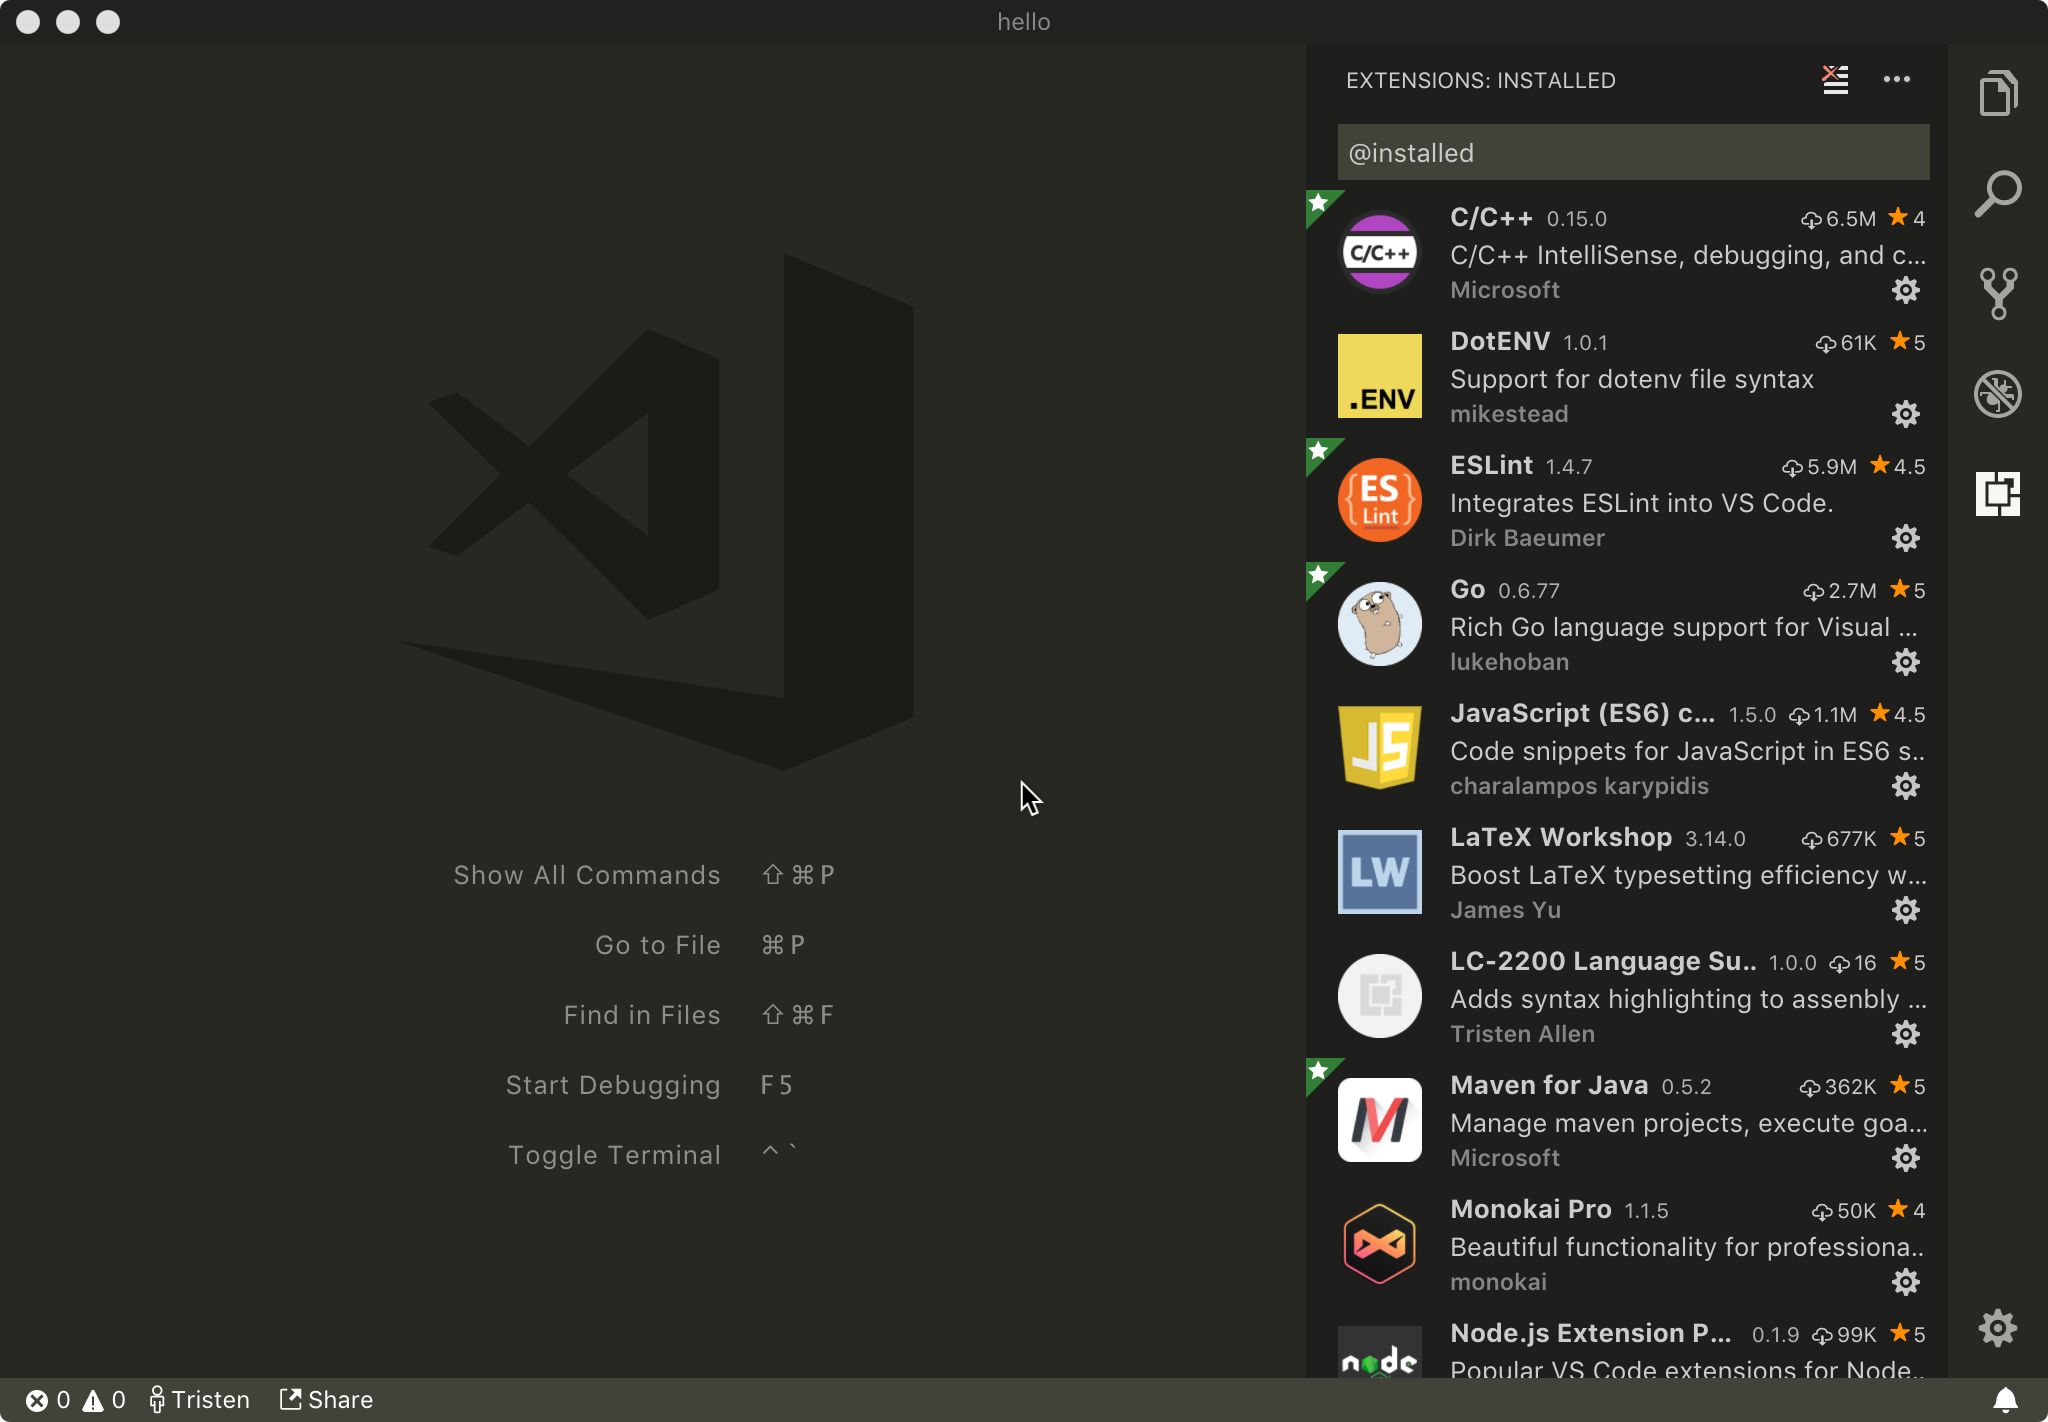 hello
EXTENSIONS: INSTALLED
@installed
C/C++ 0.15.0 6.5M 4
C/C++
C/C++ IntelliSense, debugging, and c...
Microsoft
DotENV 1.0.1 61K 5
.ENV
Support for dotenv file syntax
mikestead
ESLint 1.4.7 5.9M 4.5
{ES
Lint}
Integrates ESLint into VS Code.
Dirk Baeumer
Go 0.6.77 2.7M 5
Rich Go language support for Visual ...
lukehoban
JavaScript (ES6) c... 1.5.0 1.1M 4.5
JS
Code snippets for JavaScript in ES6 s..
charalampos karypidis
LaTeX Workshop 3.14.0 677K 5
LW
Boost LaTeX typesetting efficiency w...
James Yu
LC-2200 Language Su.. 1.0.0 16 5
Adds syntax highlighting to assenbly ...
Tristen Allen
Maven for Java 0.5.2 362K 5
M
Manage maven projects, execute goa...
Microsoft
Monokai Pro 1.1.5 50K 4
Beautiful functionality for professiona..
monokai
Node.js Extension P... 0.1.9 99K 5
node
Popular VS Code extensions for Node..
Show All Commands ⇧⌘P
Go to File ⌘P
Find in Files ⇧⌘F
Start Debugging F5
Toggle Terminal ^`
0 0 Tristen Share